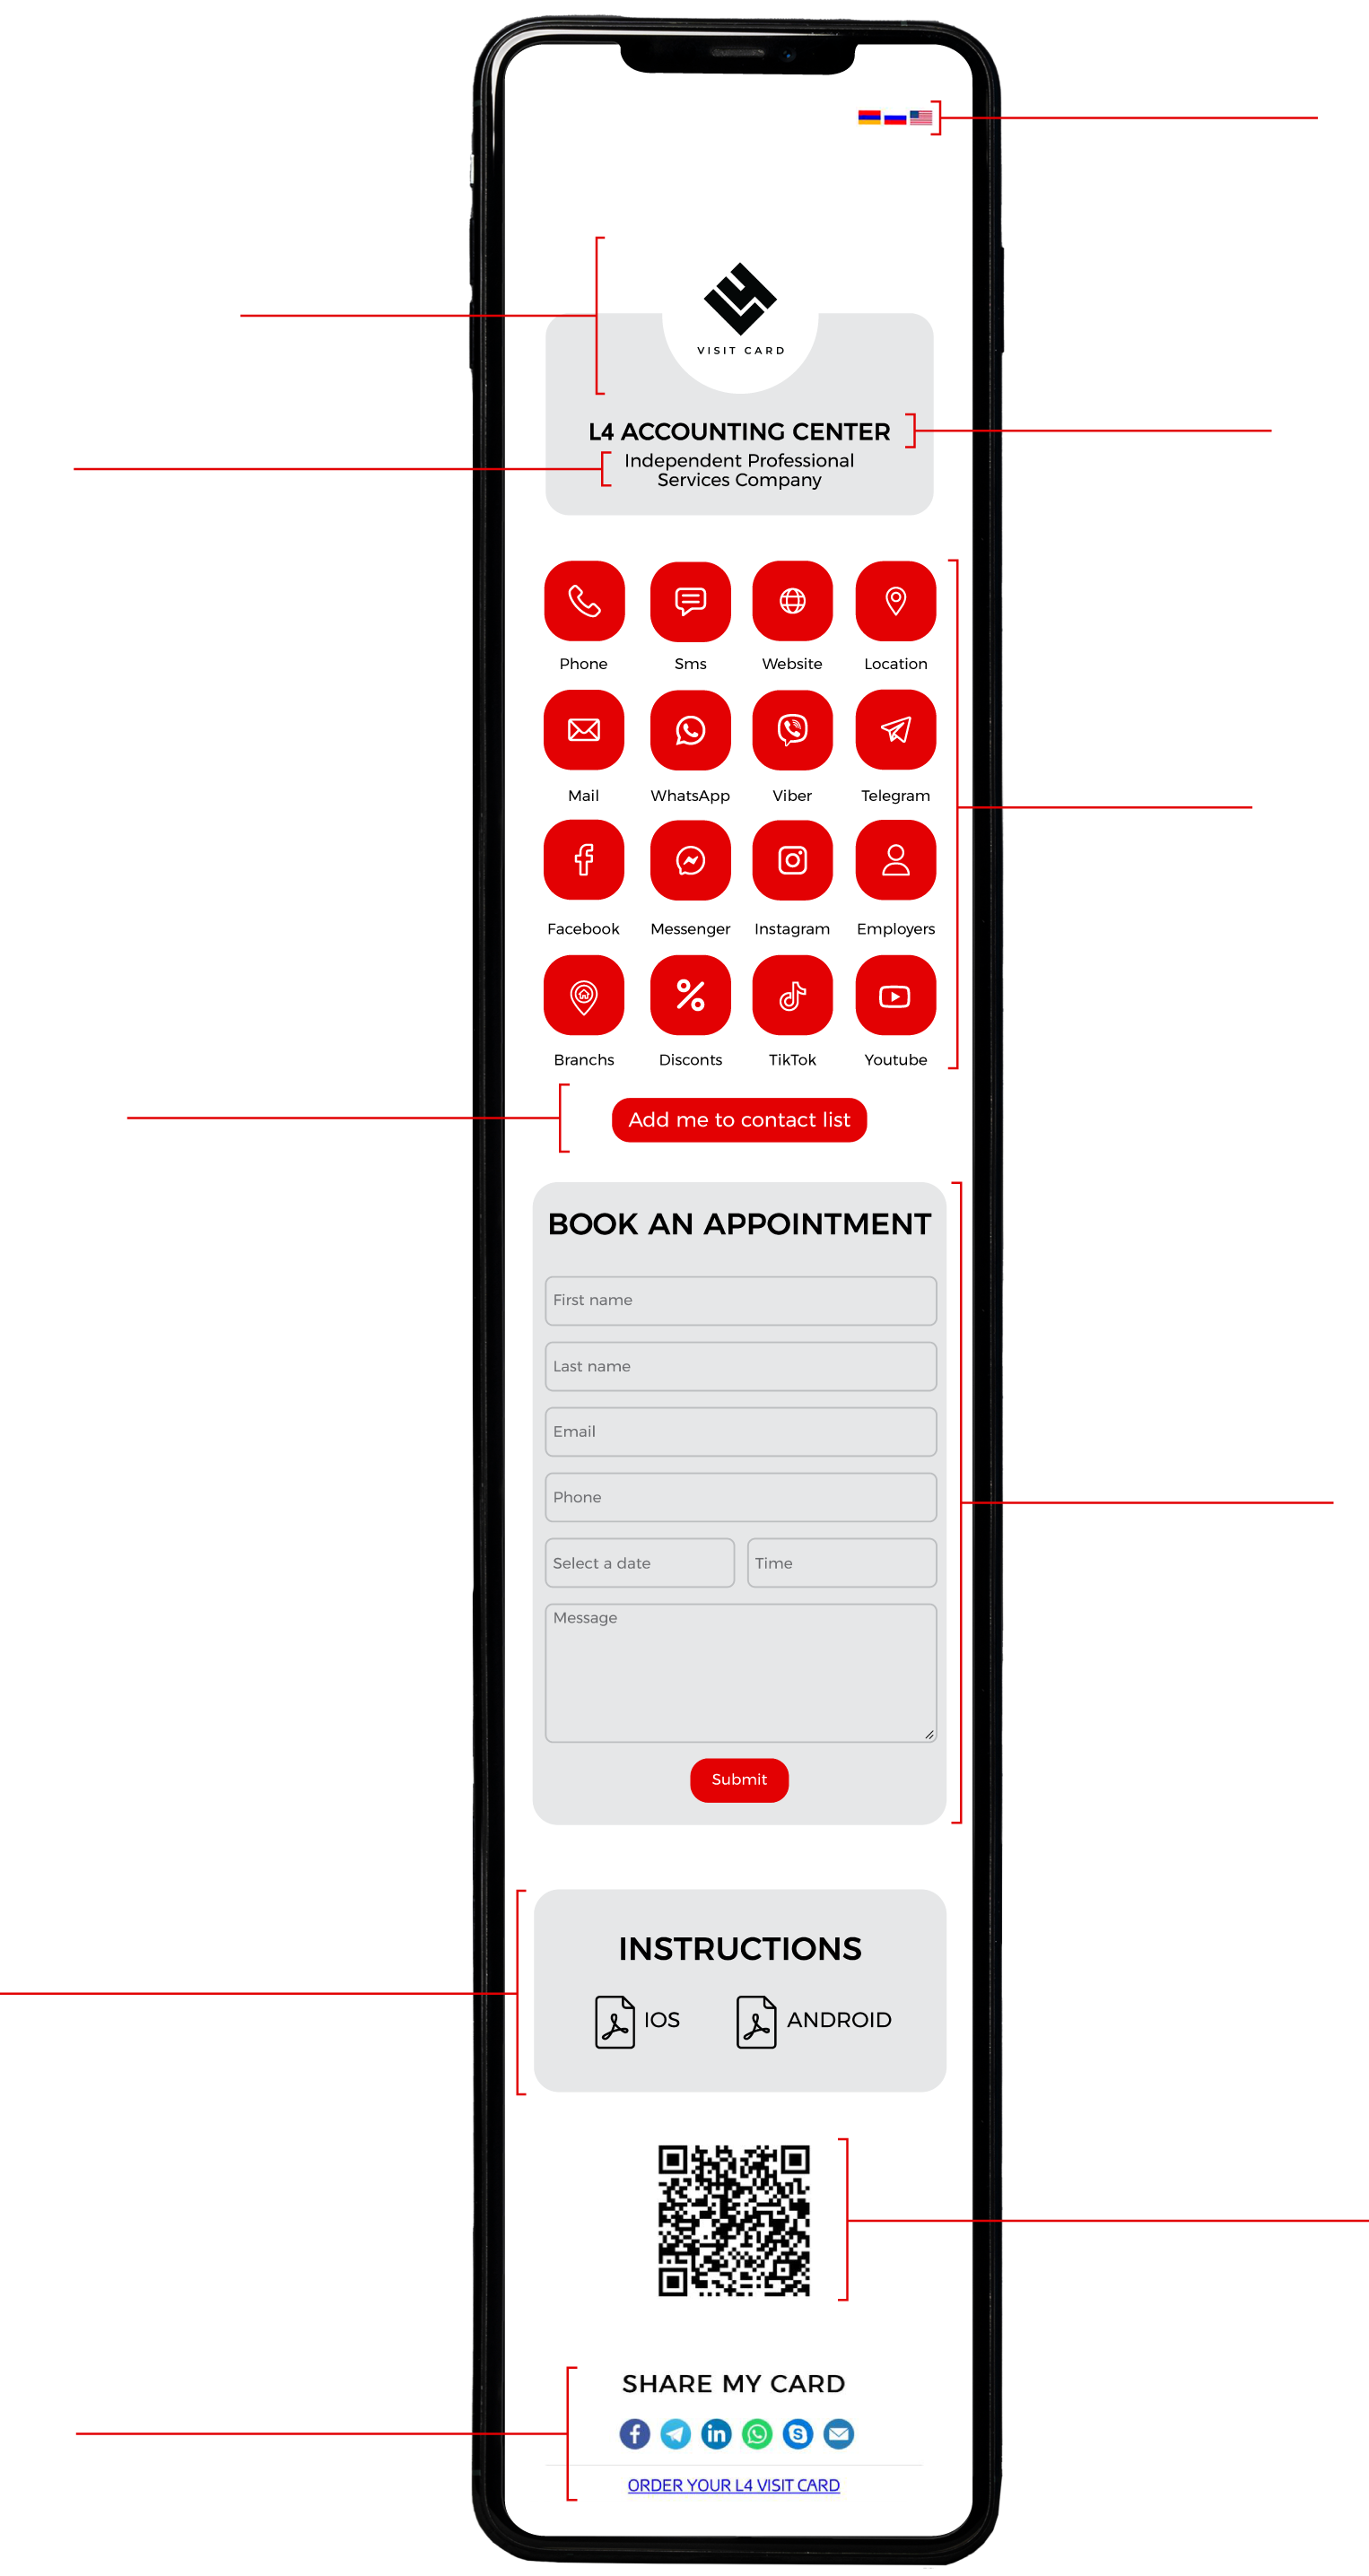 VISIT CARD
L4 ACCOUNTING CENTER
Independent Professional
Services Company
Phone Sms Website Location
Mail WhatsApp Viber Telegram
Facebook Messenger Instagram Employers
Branchs Disconts TikTok Youtube
Add me to contact list
BOOK AN APPOINTMENT
First name
Last name
Email
Phone
Select a date Time
Message
Submit
INSTRUCTIONS
IOS ANDROID
SHARE MY CARD
ORDER YOUR L4 VISIT CARD